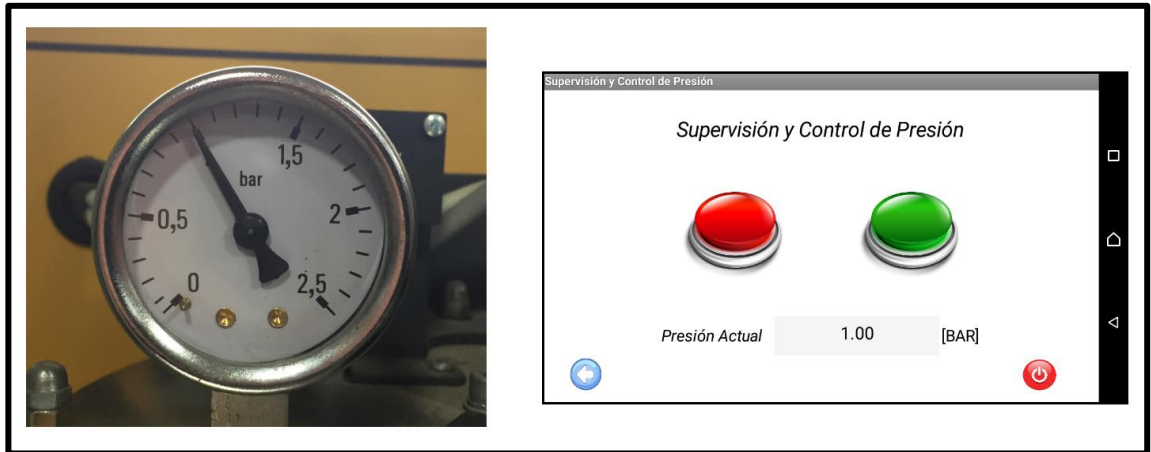 1,5
bar
0,5
2
0
2,5
Supervisión y Control de Presión
Supervisión y Control de Presión
Presión Actual 1.00 [BAR]